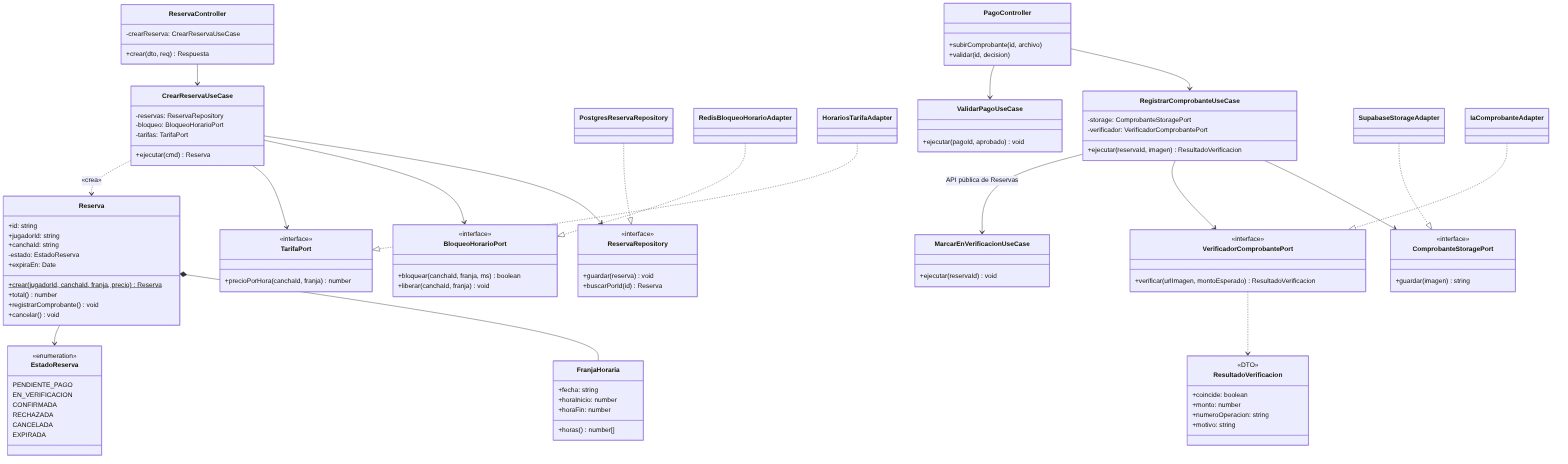 ReservaController
-crearReserva: CrearReservaUseCase
+crear(dto, req) : Respuesta
PagoController
+subirComprobante(id, archivo)
+validar(id, decision)
CrearReservaUseCase
-reservas: ReservaRepository
-bloqueo: BloqueoHorarioPort
-tarifas: TarifaPort
+ejecutar(cmd) : Reserva
PostgresReservaRepository
RedisBloqueoHorarioAdapter
HorariosTarifaAdapter
ValidarPagoUseCase
+ejecutar(pagoId, aprobado) : void
RegistrarComprobanteUseCase
-storage: ComprobanteStoragePort
-verificador: VerificadorComprobantePort
+ejecutar(reservaId, imagen) : ResultadoVerificacion
SupabaseStorageAdapter
IaComprobanteAdapter
«crea»
API pública de Reservas
Reserva
+id: string
+jugadorId: string
+canchaId: string
-estado: EstadoReserva
+expiraEn: Date
+crear(jugadorId, canchaId, franja, precio) : Reserva
+total() : number
+registrarComprobante() : void
+cancelar() : void
«interface»
TarifaPort
+precioPorHora(canchaId, franja) : number
«interface»
BloqueoHorarioPort
+bloquear(canchaId, franja, ms) : boolean
+liberar(canchaId, franja) : void
«interface»
ReservaRepository
+guardar(reserva) : void
+buscarPorId(id) : Reserva
MarcarEnVerificacionUseCase
+ejecutar(reservaId) : void
«interface»
VerificadorComprobantePort
+verificar(urlImagen, montoEsperado) : ResultadoVerificacion
«interface»
ComprobanteStoragePort
+guardar(imagen) : string
«enumeration»
EstadoReserva
PENDIENTE_PAGO
EN_VERIFICACION
CONFIRMADA
RECHAZADA
CANCELADA
EXPIRADA
FranjaHoraria
+fecha: string
+horaInicio: number
+horaFin: number
+horas() : number[]
«DTO»
ResultadoVerificacion
+coincide: boolean
+monto: number
+numeroOperacion: string
+motivo: string